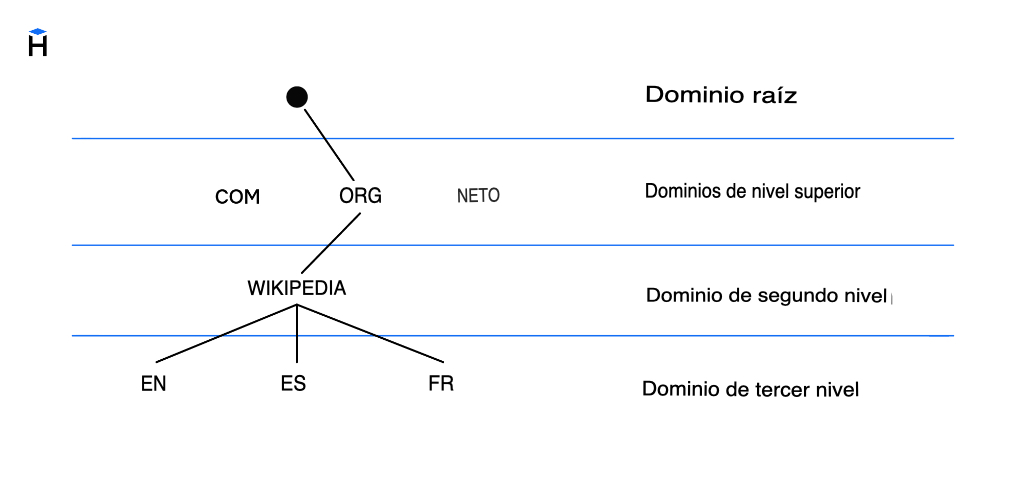 H
Dominio raíz
COM ORG NETO Dominios de nivel superior
WIKIPEDIA Dominio de segundo nivel
EN ES FR Dominio de tercer nivel